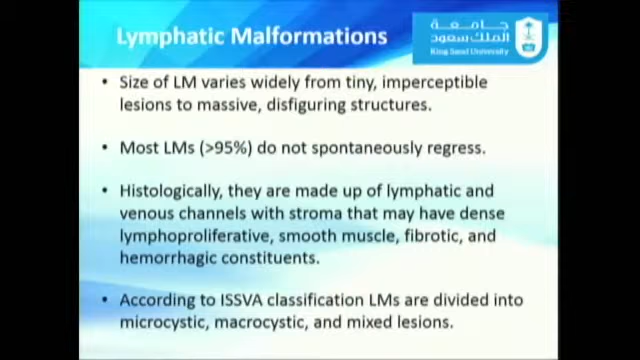 Lymphatic Malformations
جامعة
الملك سعود
King Saud University
• Size of LM varies widely from tiny, imperceptible
lesions to massive, disfiguring structures.
• Most LMs (>95%) do not spontaneously regress.
• Histologically, they are made up of lymphatic and
venous channels with stroma that may have dense
lymphoproliferative, smooth muscle, fibrotic, and
hemorrhagic constituents.
• According to ISSVA classification LMs are divided into
microcystic, macrocystic, and mixed lesions.